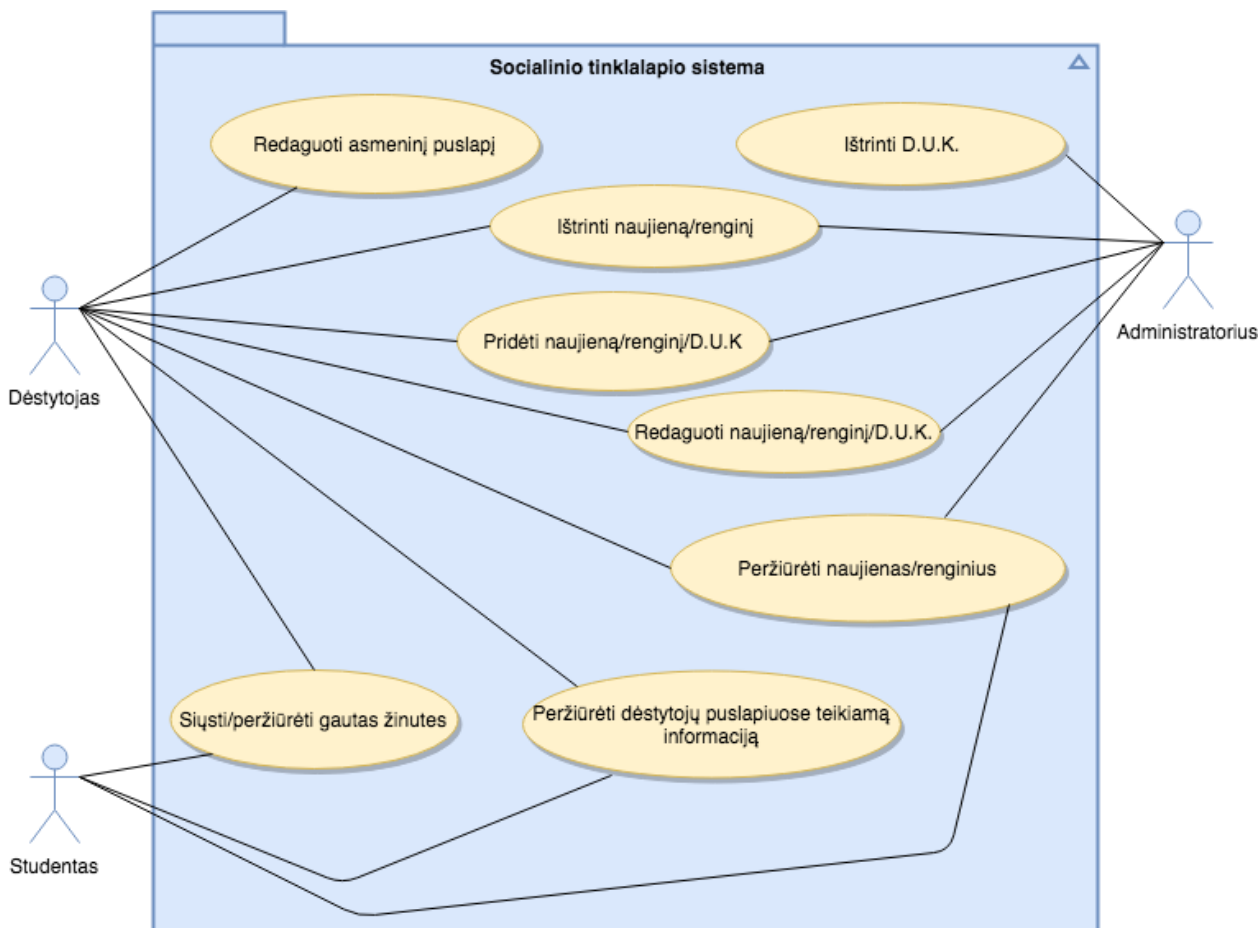 Socialinio tinklalapio sistema
Redaguoti asmeninį puslapį
Ištrinti D.U.K.
Ištrinti naujieną/renginį
Pridėti naujieną/renginį/D.U.K
Redaguoti naujieną/renginį/D.U.K.
Peržiūrėti naujienas/renginius
Siųsti/peržiūrėti gautas žinutes
Peržiūrėti dėstytojų puslapiuose teikiamą
informaciją
Dėstytojas
Administratorius
Studentas